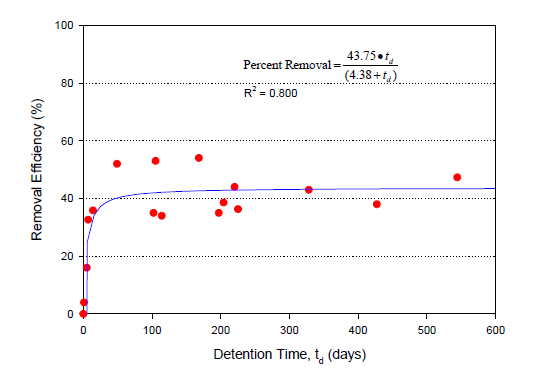 100
80
60
40
20
0
0 100 200 300 400 500 600
Removal Efficiency (%)
Detention Time, t_d (days)
Percent Removal = 43.75•t_d / (4.38+t_d)
R² = 0.800